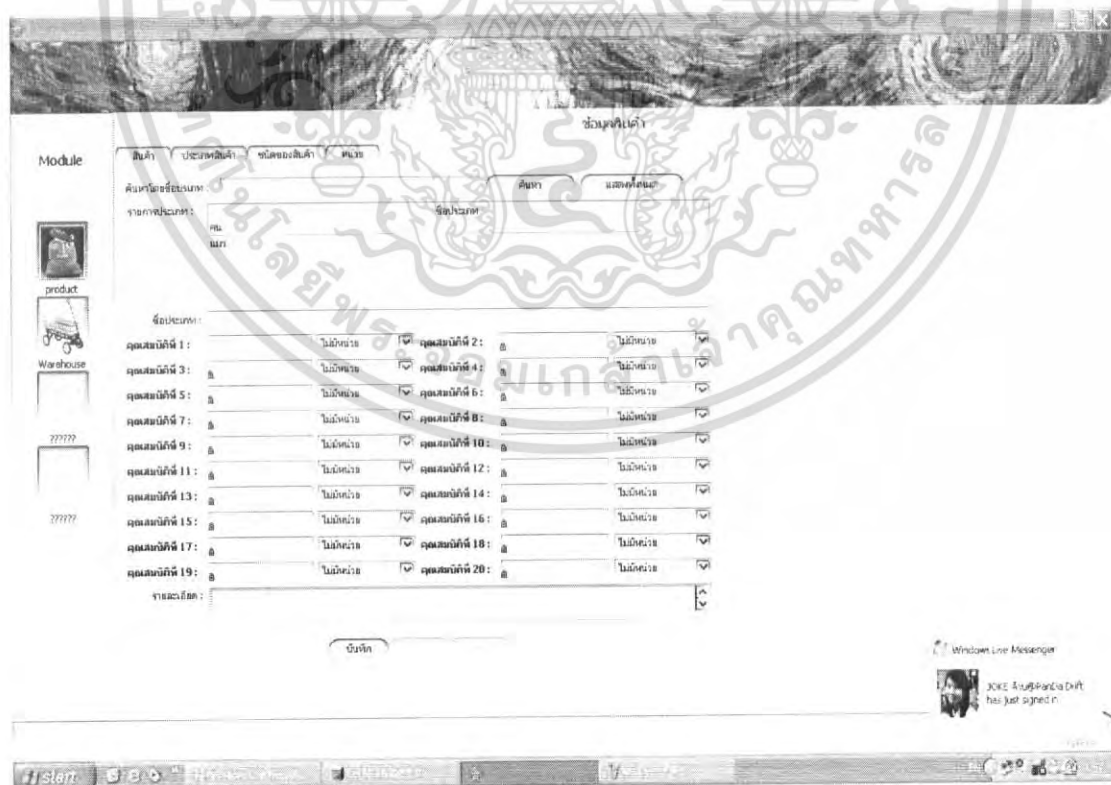 ข้อมูลสินค้า
Module
สินค้า ประเภทสินค้า ชนิดของสินค้า หน่วย
ค้นหาโดยชื่อประเภท : ค้นหา แสดงทั้งหมด
รายการประเภท : ชื่อประเภท
product
ชื่อประเภท :
คุณสมบัติที่ 1 : ไม่มีหน่วย คุณสมบัติที่ 2 : ไม่มีหน่วย
Warehouse
คุณสมบัติที่ 3 : ไม่มีหน่วย คุณสมบัติที่ 4 : ไม่มีหน่วย
คุณสมบัติที่ 5 : ไม่มีหน่วย คุณสมบัติที่ 6 : ไม่มีหน่วย
คุณสมบัติที่ 7 : ไม่มีหน่วย คุณสมบัติที่ 8 : ไม่มีหน่วย
??????
คุณสมบัติที่ 9 : ไม่มีหน่วย คุณสมบัติที่ 10 : ไม่มีหน่วย
คุณสมบัติที่ 11 : ไม่มีหน่วย คุณสมบัติที่ 12 : ไม่มีหน่วย
คุณสมบัติที่ 13 : ไม่มีหน่วย คุณสมบัติที่ 14 : ไม่มีหน่วย
??????
คุณสมบัติที่ 15 : ไม่มีหน่วย คุณสมบัติที่ 16 : ไม่มีหน่วย
คุณสมบัติที่ 17 : ไม่มีหน่วย คุณสมบัติที่ 18 : ไม่มีหน่วย
คุณสมบัติที่ 19 : ไม่มีหน่วย คุณสมบัติที่ 20 : ไม่มีหน่วย
รายละเอียด :
บันทึก
Windows Live Messenger
JOKE Drift
has just signed in
start